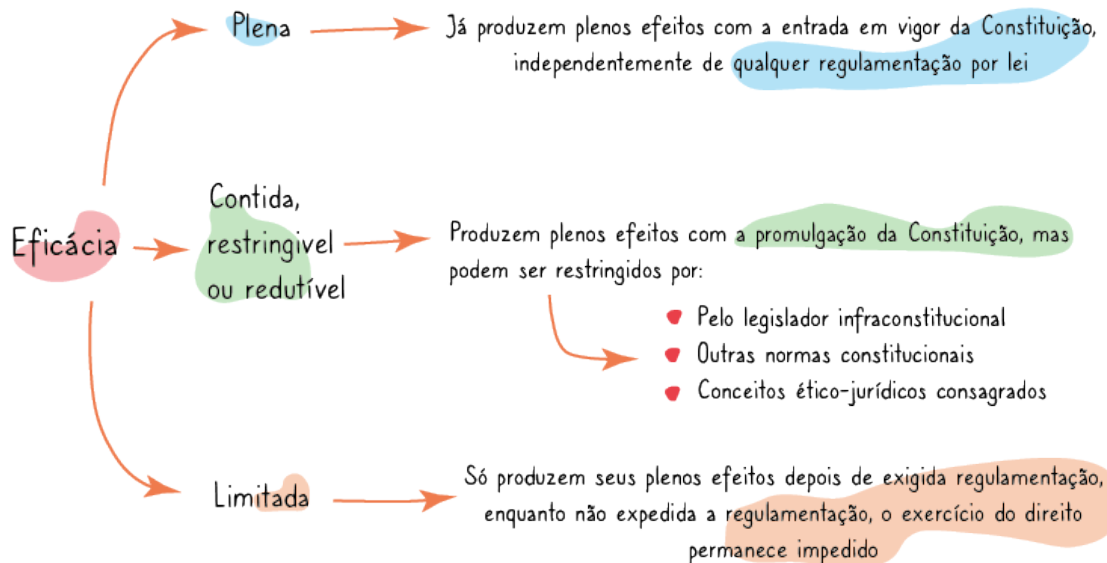 Plena
Já produzem plenos efeitos com a entrada em vigor da Constituição,
independentemente de qualquer regulamentação por lei
Eficácia
Contida,
restringivel
ou redutível
Produzem plenos efeitos com a promulgação da Constituição, mas
podem ser restringidos por:
Pelo legislador infraconstitucional
Outras normas constitucionais
Conceitos ético-jurídicos consagrados
Limitada
Só produzem seus plenos efeitos depois de exigida regulamentação,
enquanto não expedida a regulamentação, o exercício do direito
permanece impedido